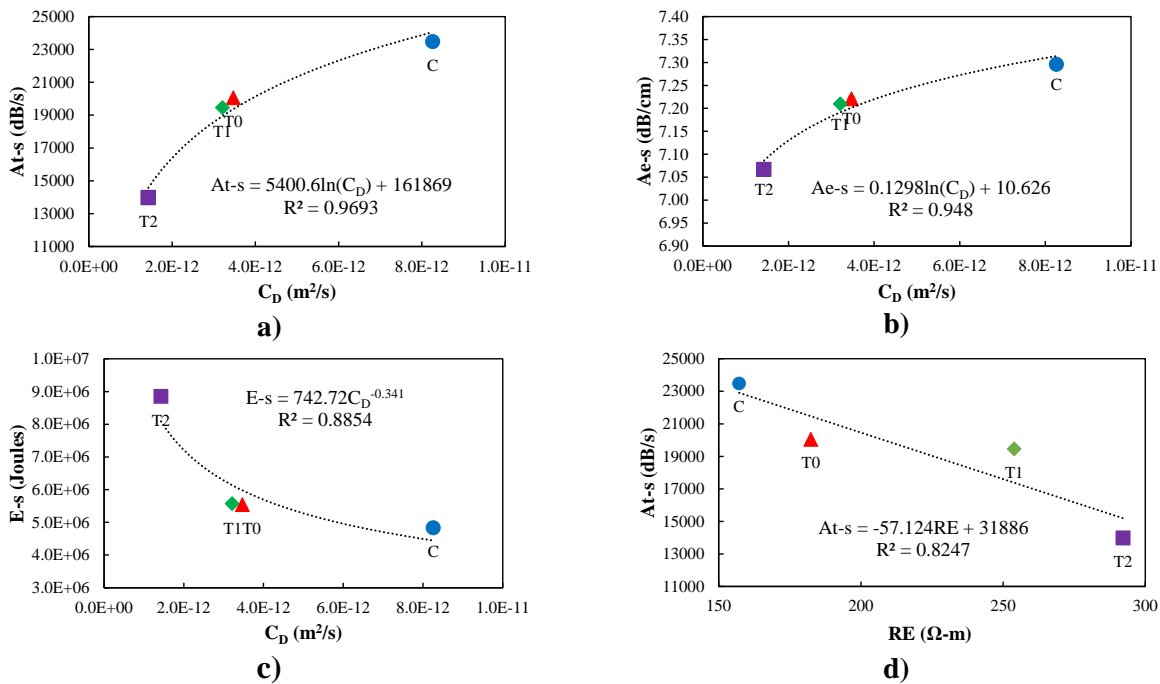 25000
23000
21000
19000
17000
15000
13000
11000
At-s (dB/s)
C
T0
T1
T2
At-s = 5400.6ln(C_D) + 161869
R² = 0.9693
0.0E+00 2.0E-12 4.0E-12 6.0E-12 8.0E-12 1.0E-11
C_D (m²/s)
a)
7.40
7.35
7.30
7.25
7.20
7.15
7.10
7.05
7.00
6.95
6.90
Ae-s (dB/cm)
C
T0
T1
T2
Ae-s = 0.1298ln(C_D) + 10.626
R² = 0.948
0.0E+00 2.0E-12 4.0E-12 6.0E-12 8.0E-12 1.0E-11
C_D (m²/s)
b)
1.0E+07
9.0E+06
8.0E+06
7.0E+06
6.0E+06
5.0E+06
4.0E+06
3.0E+06
E-s (Joules)
E-s = 742.72C_D^-0.341
R² = 0.8854
T2
T1 T0
C
0.0E+00 2.0E-12 4.0E-12 6.0E-12 8.0E-12 1.0E-11
C_D (m²/s)
c)
25000
23000
21000
19000
17000
15000
13000
11000
At-s (dB/s)
C
T0
T1
At-s = -57.124RE + 31886
R² = 0.8247
T2
150 200 250 300
RE (Ω-m)
d)